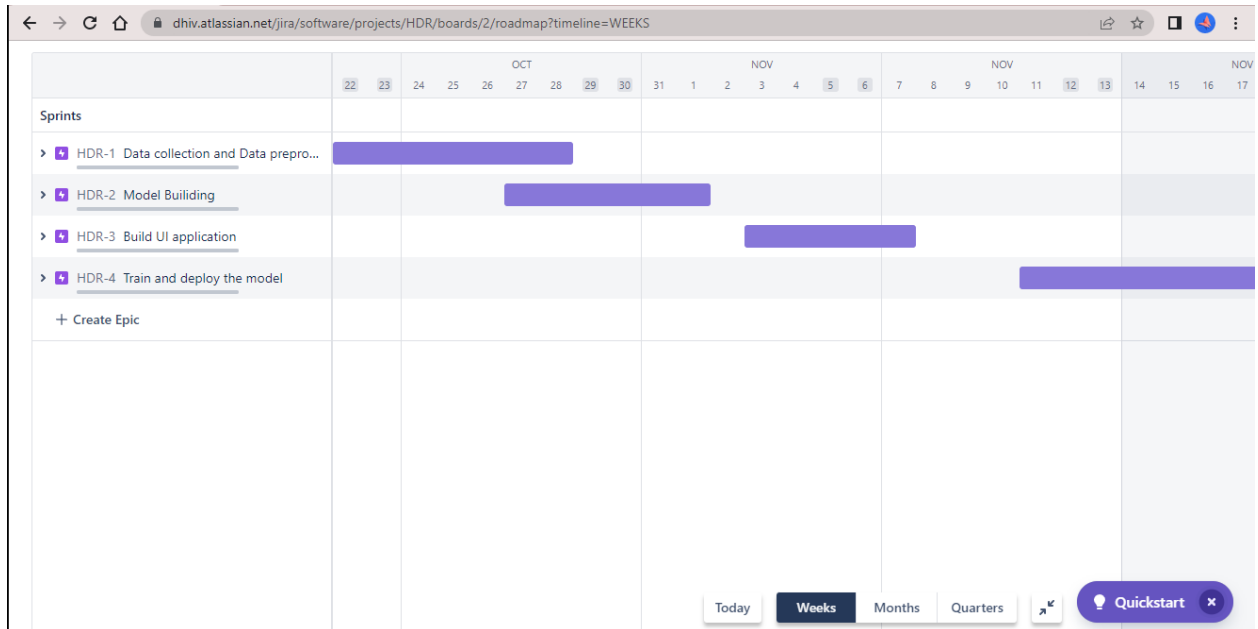 dhiv.atlassian.net/jira/software/projects/HDR/boards/2/roadmap?timeline=WEEKS
OCT NOV NOV NOV
22 23 24 25 26 27 28 29 30 31 1 2 3 4 5 6 7 8 9 10 11 12 13 14 15 16 17
Sprints
HDR-1 Data collection and Data prepro...
HDR-2 Model Builiding
HDR-3 Build UI application
HDR-4 Train and deploy the model
+ Create Epic
Today Weeks Months Quarters Quickstart